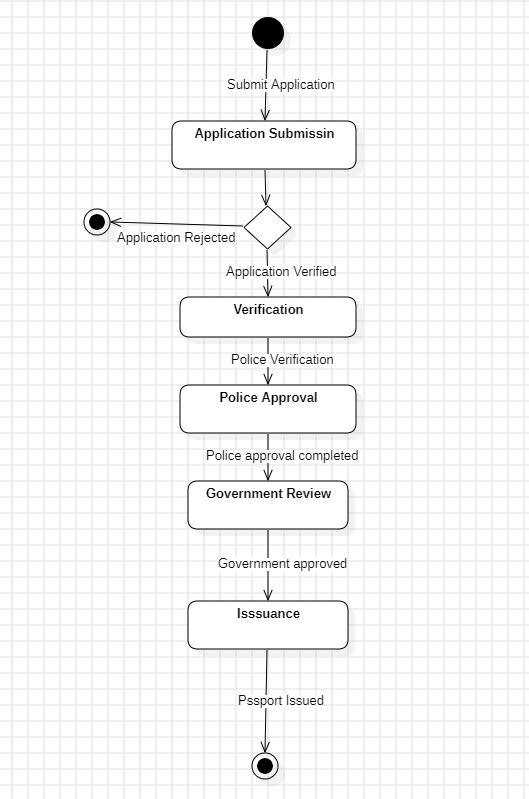 Submit Application
Application Submissin
Application Rejected
Application Verified
Verification
Police Verification
Police Approval
Police approval completed
Government Review
Government approved
Isssuance
Pssport Issued